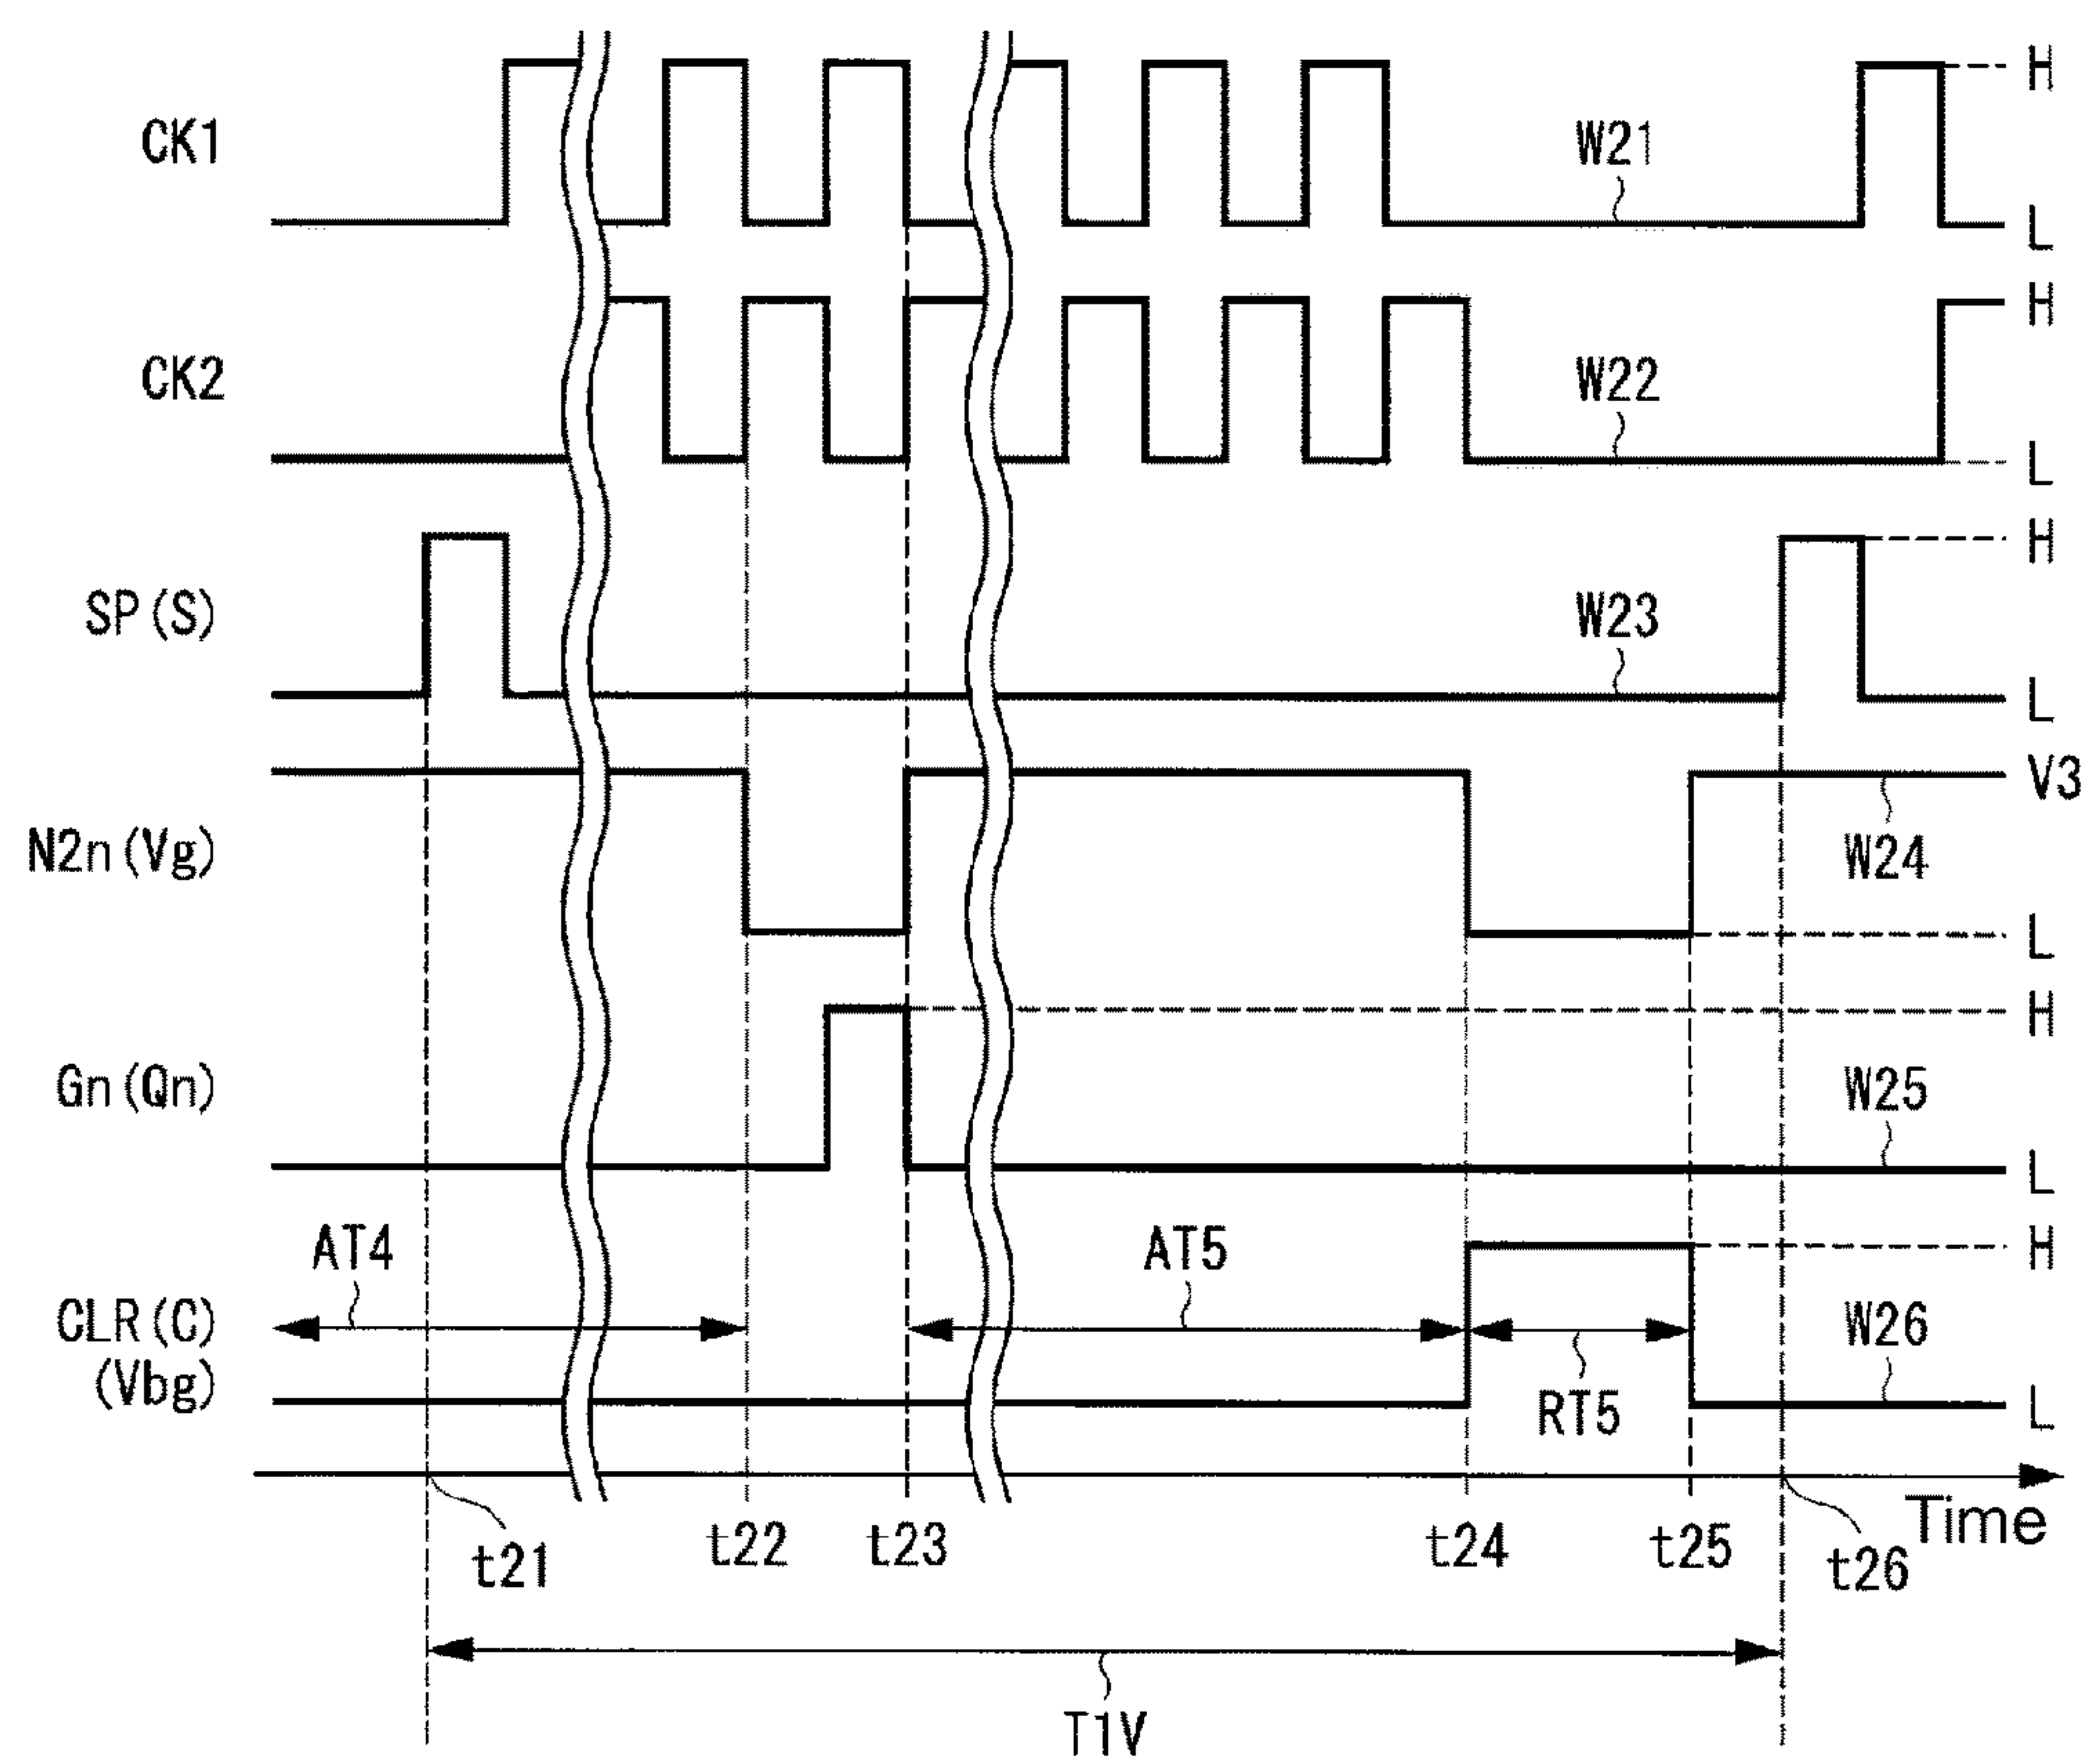 H
CK1
W21
L
H
CK2
W22
L
H
SP(S)
W23
L
V3
N2n(Vg)
W24
L
H
Gn(Qn)
W25
L
AT4
AT5
H
CLR(C)
(Vbg)
RT5
W26
L
Time
t21
t22
t23
t24
t25
t26
T1V